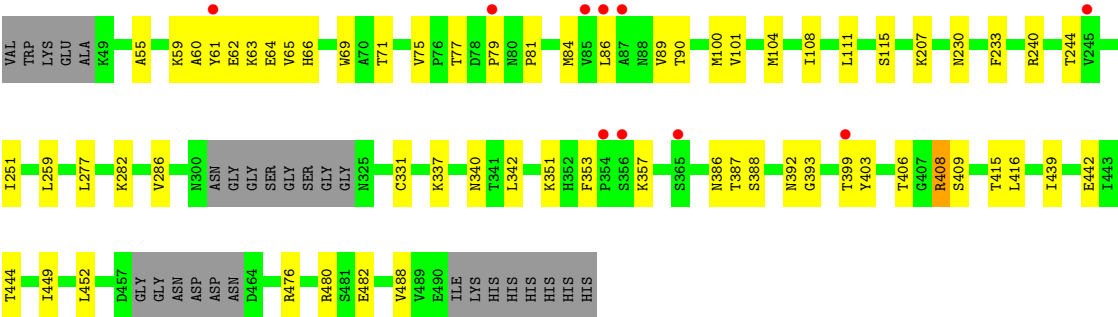 VAL TRP LYS GLU ALA K49 A55 K59 A60 Y61 E62 K63 E64 V65 H66 W69 A70 T71 V75 P76 T77 D78 P79 N80 P81 M84 V85 L86 A87 N88 V89 T90 M100 V101 M104 I108 L111 S115 K207 N230 F233 R240 T244 V245
I251 L259 L277 K282 V286 N300 ASN GLY GLY SER GLY SER GLY GLY N325 C331 K337 N340 T341 L342 K351 H352 F353 P354 S356 K357 S365 N386 T387 S388 N392 G393 T399 Y403 T406 G407 R408 S409 T415 L416 I439 E442 I443
T444 I449 L452 D457 GLY GLY ASN ASP ASP ASN D464 R476 R480 S481 E482 V488 V489 E490 ILE LYS HIS HIS HIS HIS HIS HIS